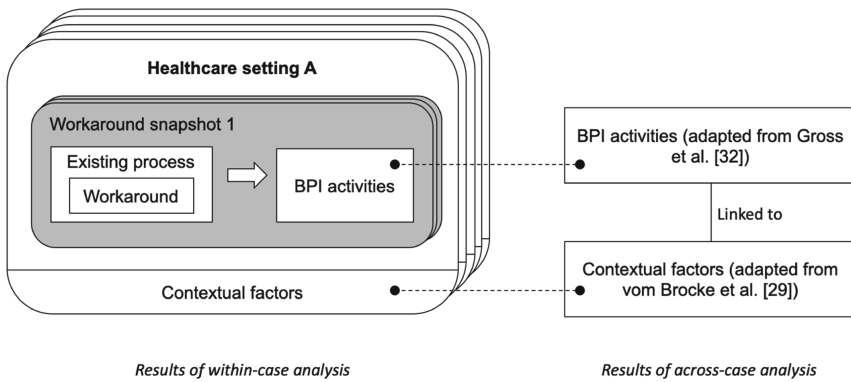 Healthcare setting A
Workaround snapshot 1
Existing process
Workaround
BPI activities
Contextual factors
BPI activities (adapted from Gross
et al. [32])
Linked to
Contextual factors (adapted from
vom Brocke et al. [29])
Results of within-case analysis
Results of across-case analysis